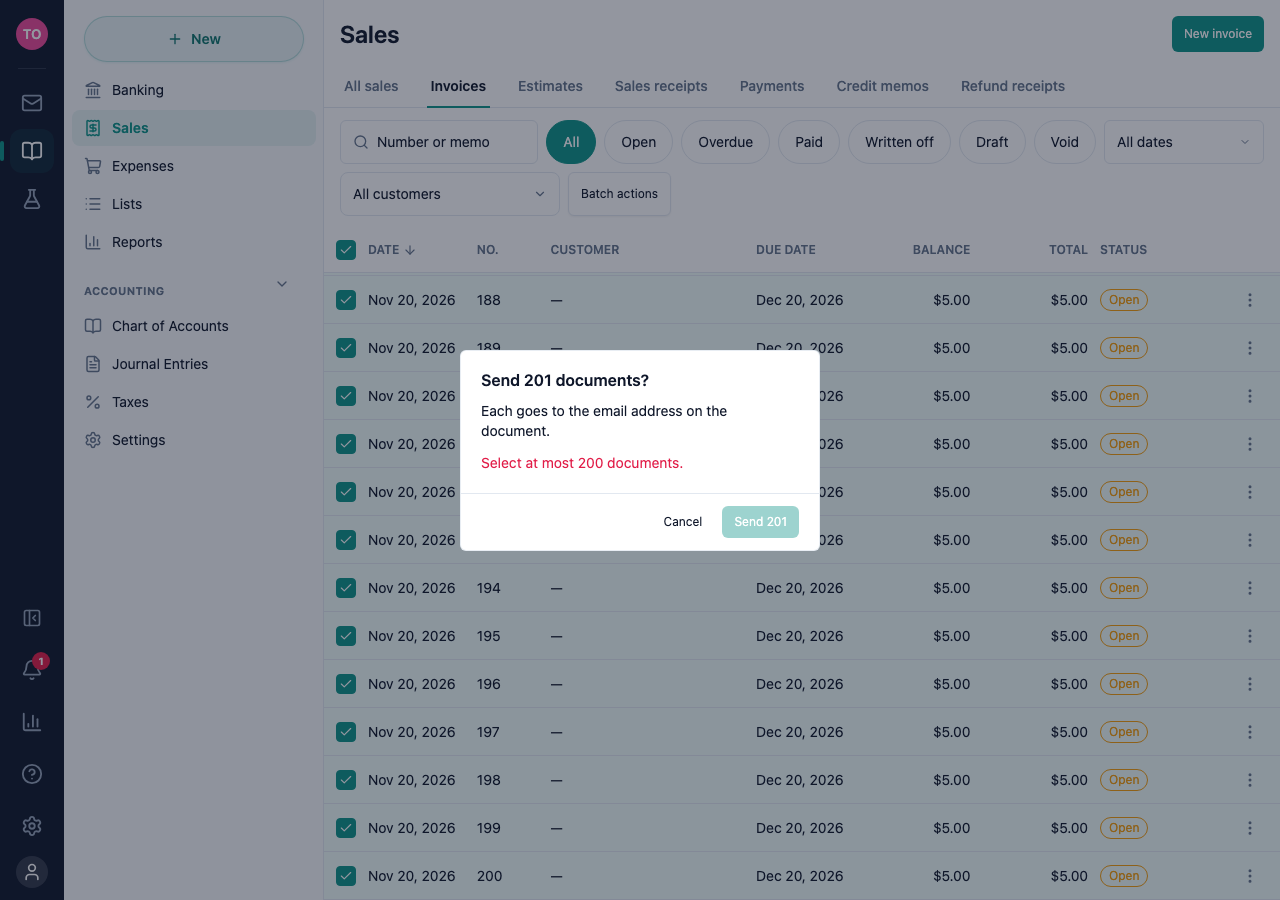 TO
New
Banking
Sales
Expenses
Lists
Reports
ACCOUNTING
Chart of Accounts
Journal Entries
Taxes
Settings
1
Sales
New invoice
All sales
Invoices
Estimates
Sales receipts
Payments
Credit memos
Refund receipts
Number or memo
All
Open
Overdue
Paid
Written off
Draft
Void
All dates
All customers
Batch actions
DATE NO. CUSTOMER DUE DATE BALANCE TOTAL STATUS
Nov 20, 2026 188 — Dec 20, 2026 $5.00 $5.00 Open
Nov 20, 2026 189 — Dec 20, 2026 $5.00 $5.00 Open
Nov 20, 2026 2026 $5.00 $5.00 Open
Nov 20, 2026 2026 $5.00 $5.00 Open
Nov 20, 2026 2026 $5.00 $5.00 Open
Nov 20, 2026 2026 $5.00 $5.00 Open
Send 201 documents?
Each goes to the email address on the
document.
Select at most 200 documents.
Cancel
Send 201
Nov 20, 2026 194 — Dec 20, 2026 $5.00 $5.00 Open
Nov 20, 2026 195 — Dec 20, 2026 $5.00 $5.00 Open
Nov 20, 2026 196 — Dec 20, 2026 $5.00 $5.00 Open
Nov 20, 2026 197 — Dec 20, 2026 $5.00 $5.00 Open
Nov 20, 2026 198 — Dec 20, 2026 $5.00 $5.00 Open
Nov 20, 2026 199 — Dec 20, 2026 $5.00 $5.00 Open
Nov 20, 2026 200 — Dec 20, 2026 $5.00 $5.00 Open